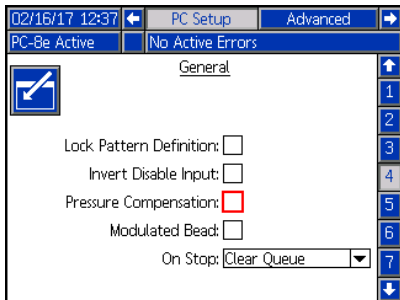 02/16/17 12:37 PC Setup Advanced
PC-8e Active No Active Errors
General
1
2
Lock Pattern Definition: 3
Invert Disable Input: 4
Pressure Compensation: 5
Modulated Bead: 6
On Stop: Clear Queue 7